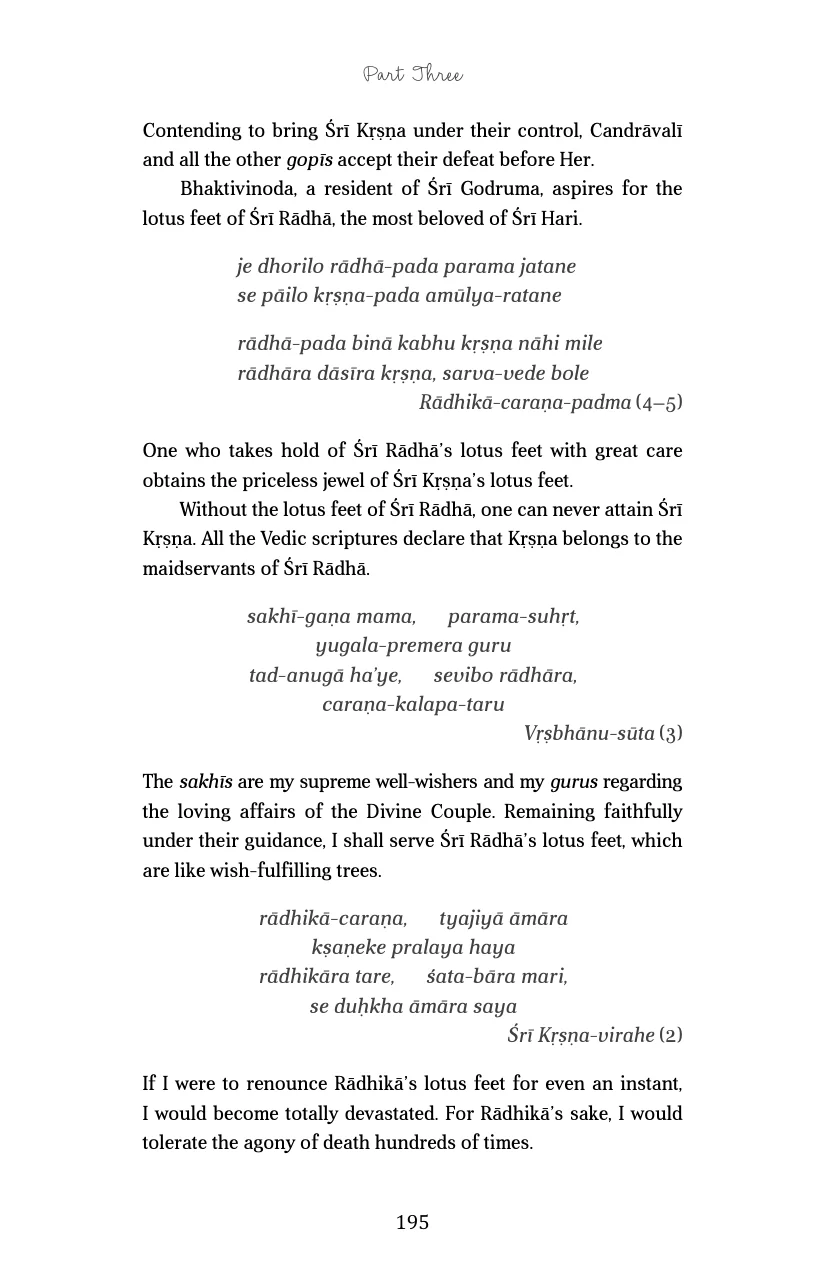 Part Three
Contending to bring Śrī Kṛṣṇa under their control, Candrāvalī
and all the other gopīs accept their defeat before Her.
Bhaktivinoda, a resident of Śrī Godruma, aspires for the
lotus feet of Śrī Rādhā, the most beloved of Śrī Hari.
je dhorilo rādhā-pada parama jatane
se pāilo kṛṣṇa-pada amūlya-ratane
rādhā-pada binā kabhu kṛṣṇa nāhi mile
rādhāra dāsīra kṛṣṇa, sarva-vede bole
Rādhikā-caraṇa-padma (4–5)
One who takes hold of Śrī Rādhā’s lotus feet with great care
obtains the priceless jewel of Śrī Kṛṣṇa’s lotus feet.
Without the lotus feet of Śrī Rādhā, one can never attain Śrī
Kṛṣṇa. All the Vedic scriptures declare that Kṛṣṇa belongs to the
maidservants of Śrī Rādhā.
sakhī-gaṇa mama, parama-suhṛt,
yugala-premera guru
tad-anugā ha’ye, sevibo rādhāra,
caraṇa-kalapa-taru
Vṛṣbhānu-sūta (3)
The sakhīs are my supreme well-wishers and my gurus regarding
the loving affairs of the Divine Couple. Remaining faithfully
under their guidance, I shall serve Śrī Rādhā’s lotus feet, which
are like wish-fulfilling trees.
rādhikā-caraṇa, tyajiyā āmāra
kṣaṇeke pralaya haya
rādhikāra tare, śata-bāra mari,
se duḥkha āmāra saya
Śrī Kṛṣṇa-virahe (2)
If I were to renounce Rādhikā’s lotus feet for even an instant,
I would become totally devastated. For Rādhikā’s sake, I would
tolerate the agony of death hundreds of times.
195